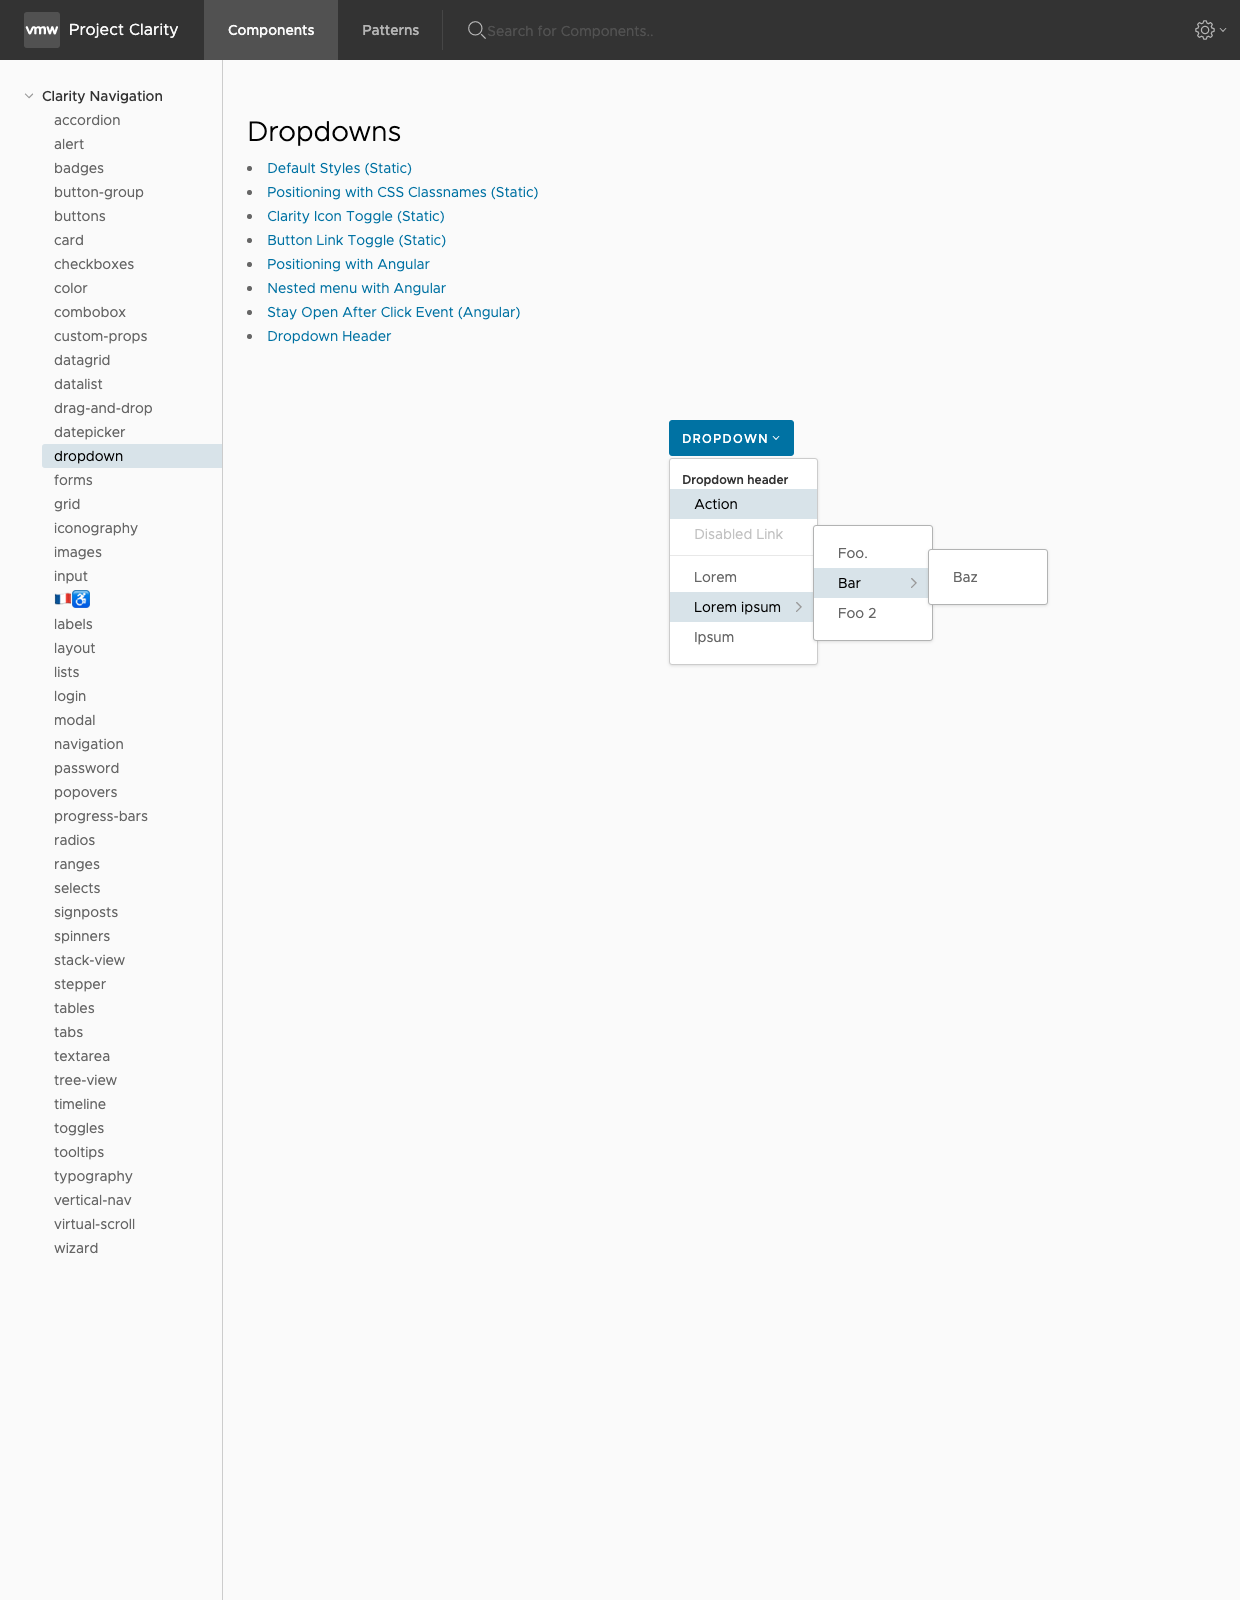 vmw Project Clarity
Components
Patterns
Search for Components..
Clarity Navigation
accordion
alert
badges
button-group
buttons
card
checkboxes
color
combobox
custom-props
datagrid
datalist
drag-and-drop
datepicker
dropdown
forms
grid
iconography
images
input
🇫🇷♿
labels
layout
lists
login
modal
navigation
password
popovers
progress-bars
radios
ranges
selects
signposts
spinners
stack-view
stepper
tables
tabs
textarea
tree-view
timeline
toggles
tooltips
typography
vertical-nav
virtual-scroll
wizard
Dropdowns
Default Styles (Static)
Positioning with CSS Classnames (Static)
Clarity Icon Toggle (Static)
Button Link Toggle (Static)
Positioning with Angular
Nested menu with Angular
Stay Open After Click Event (Angular)
Dropdown Header
DROPDOWN
Dropdown header
Action
Disabled Link
Lorem
Lorem ipsum
Ipsum
Foo.
Bar
Foo 2
Baz